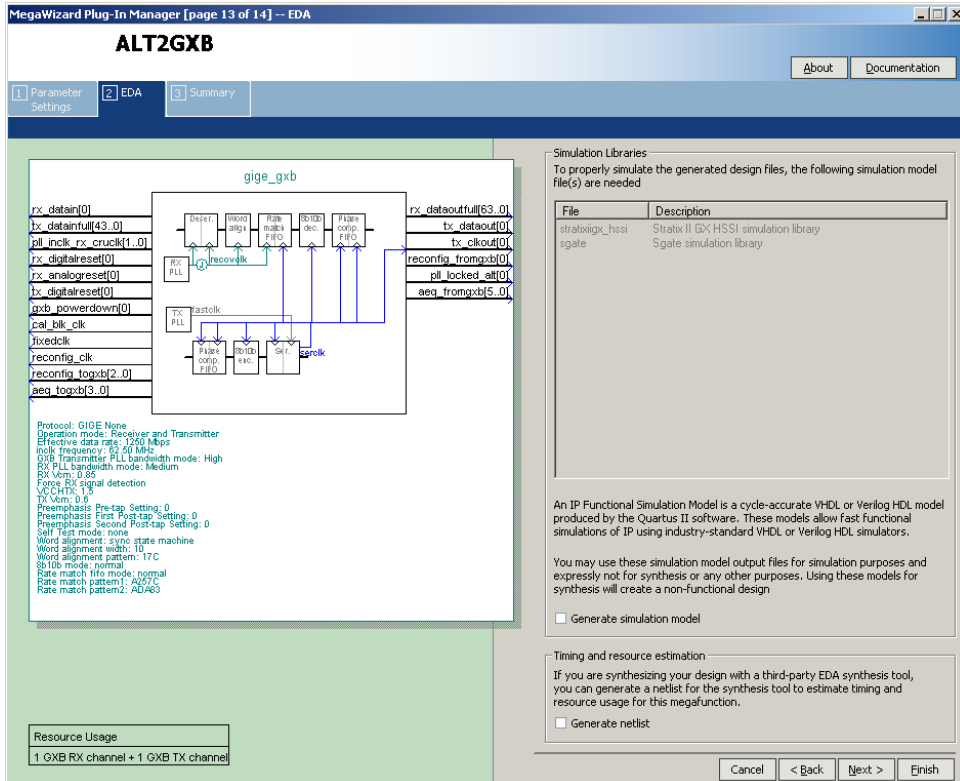 MegaWizard Plug-In Manager [page 13 of 14] -- EDA
ALT2GXB
About
Documentation
1 Parameter Settings
2 EDA
3 Summary
gige_gxb
rx_datain[0]
tx_datainfull[43..0]
pll_inclk_rx_cruclk[1..0]
rx_digitalreset[0]
rx_analogreset[0]
tx_digitalreset[0]
gxb_powerdown[0]
cal_blk_clk
fixedclk
reconfig_clk
reconfig_togxb[2..0]
aeq_togxb[3..0]
Deser.
Word align
Rate match FIFO
8b10b dec.
Phase comp. FIFO
RX PLL
recovclk
TX PLL
fastclk
Phase comp. FIFO
8b10b enc.
Ser.
serclk
rx_dataoutfull[63..0]
tx_dataout[0]
tx_clkout[0]
reconfig_fromgxb[0]
pll_locked_alt[0]
aeq_fromgxb[5..0]
Protocol: GIGE None
Operation mode: Receiver and Transmitter
Effective data rate: 1250 Mbps
inclk frequency: 62.50 MHz
GXB Transmitter PLL bandwidth mode: High
RX PLL bandwidth mode: Medium
RX Vcm: 0.85
Force RX signal detection
VCCHTX: 1.5
TX Vcm: 0.6
Preemphasis Pre-tap Setting: 0
Preemphasis First Post-tap Setting: 0
Preemphasis Second Post-tap Setting: 0
Self Test mode: none
Word alignment: sync state machine
Word alignment width: 10
Word alignment pattern: 17C
8b10b mode: normal
Rate match fifo mode: normal
Rate match pattern1: A257C
Rate match pattern2: ADA83
Resource Usage
1 GXB RX channel + 1 GXB TX channel
Simulation Libraries
To properly simulate the generated design files, the following simulation model
file(s) are needed
File Description
stratixiigx_hssi Stratix II GX HSSI simulation library
sgate Sgate simulation library
An IP Functional Simulation Model is a cycle-accurate VHDL or Verilog HDL model
produced by the Quartus II software. These models allow fast functional
simulations of IP using industry-standard VHDL or Verilog HDL simulators.
You may use these simulation model output files for simulation purposes and
expressly not for synthesis or any other purposes. Using these models for
synthesis will create a non-functional design
Generate simulation model
Timing and resource estimation
If you are synthesizing your design with a third-party EDA synthesis tool,
you can generate a netlist for the synthesis tool to estimate timing and
resource usage for this megafunction.
Generate netlist
Cancel
< Back
Next >
Finish